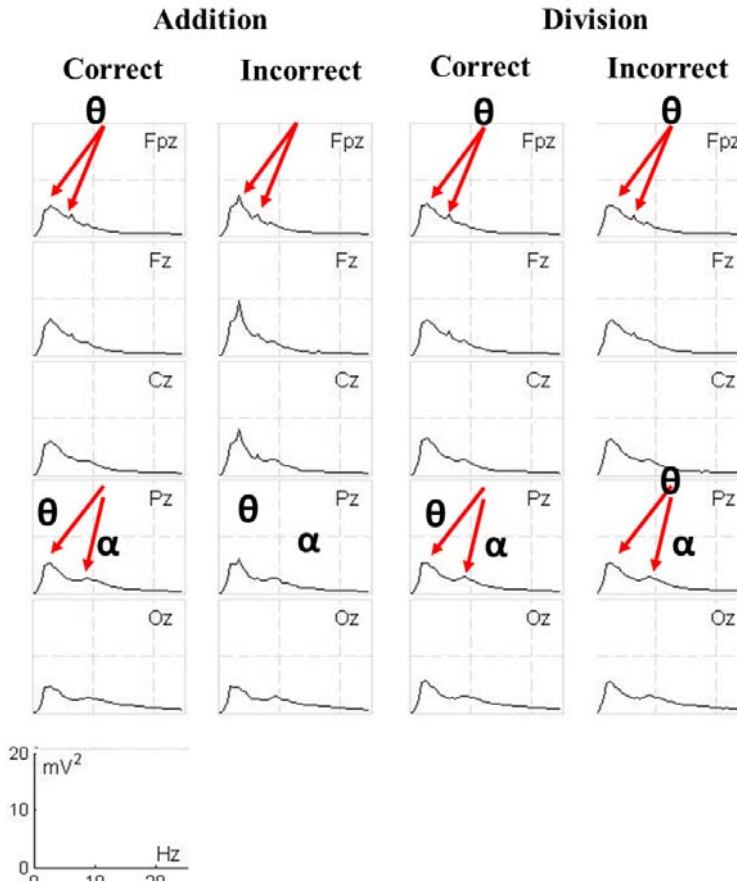 Addition Division
Correct Incorrect Correct Incorrect
θ θ θ
Fpz Fpz Fpz Fpz
Fz Fz Fz Fz
Cz Cz Cz Cz
θ
Pz Pz Pz Pz
θ θ θ
α α α α
Oz Oz Oz Oz
20
mV²
10
Hz
0
0 10 20